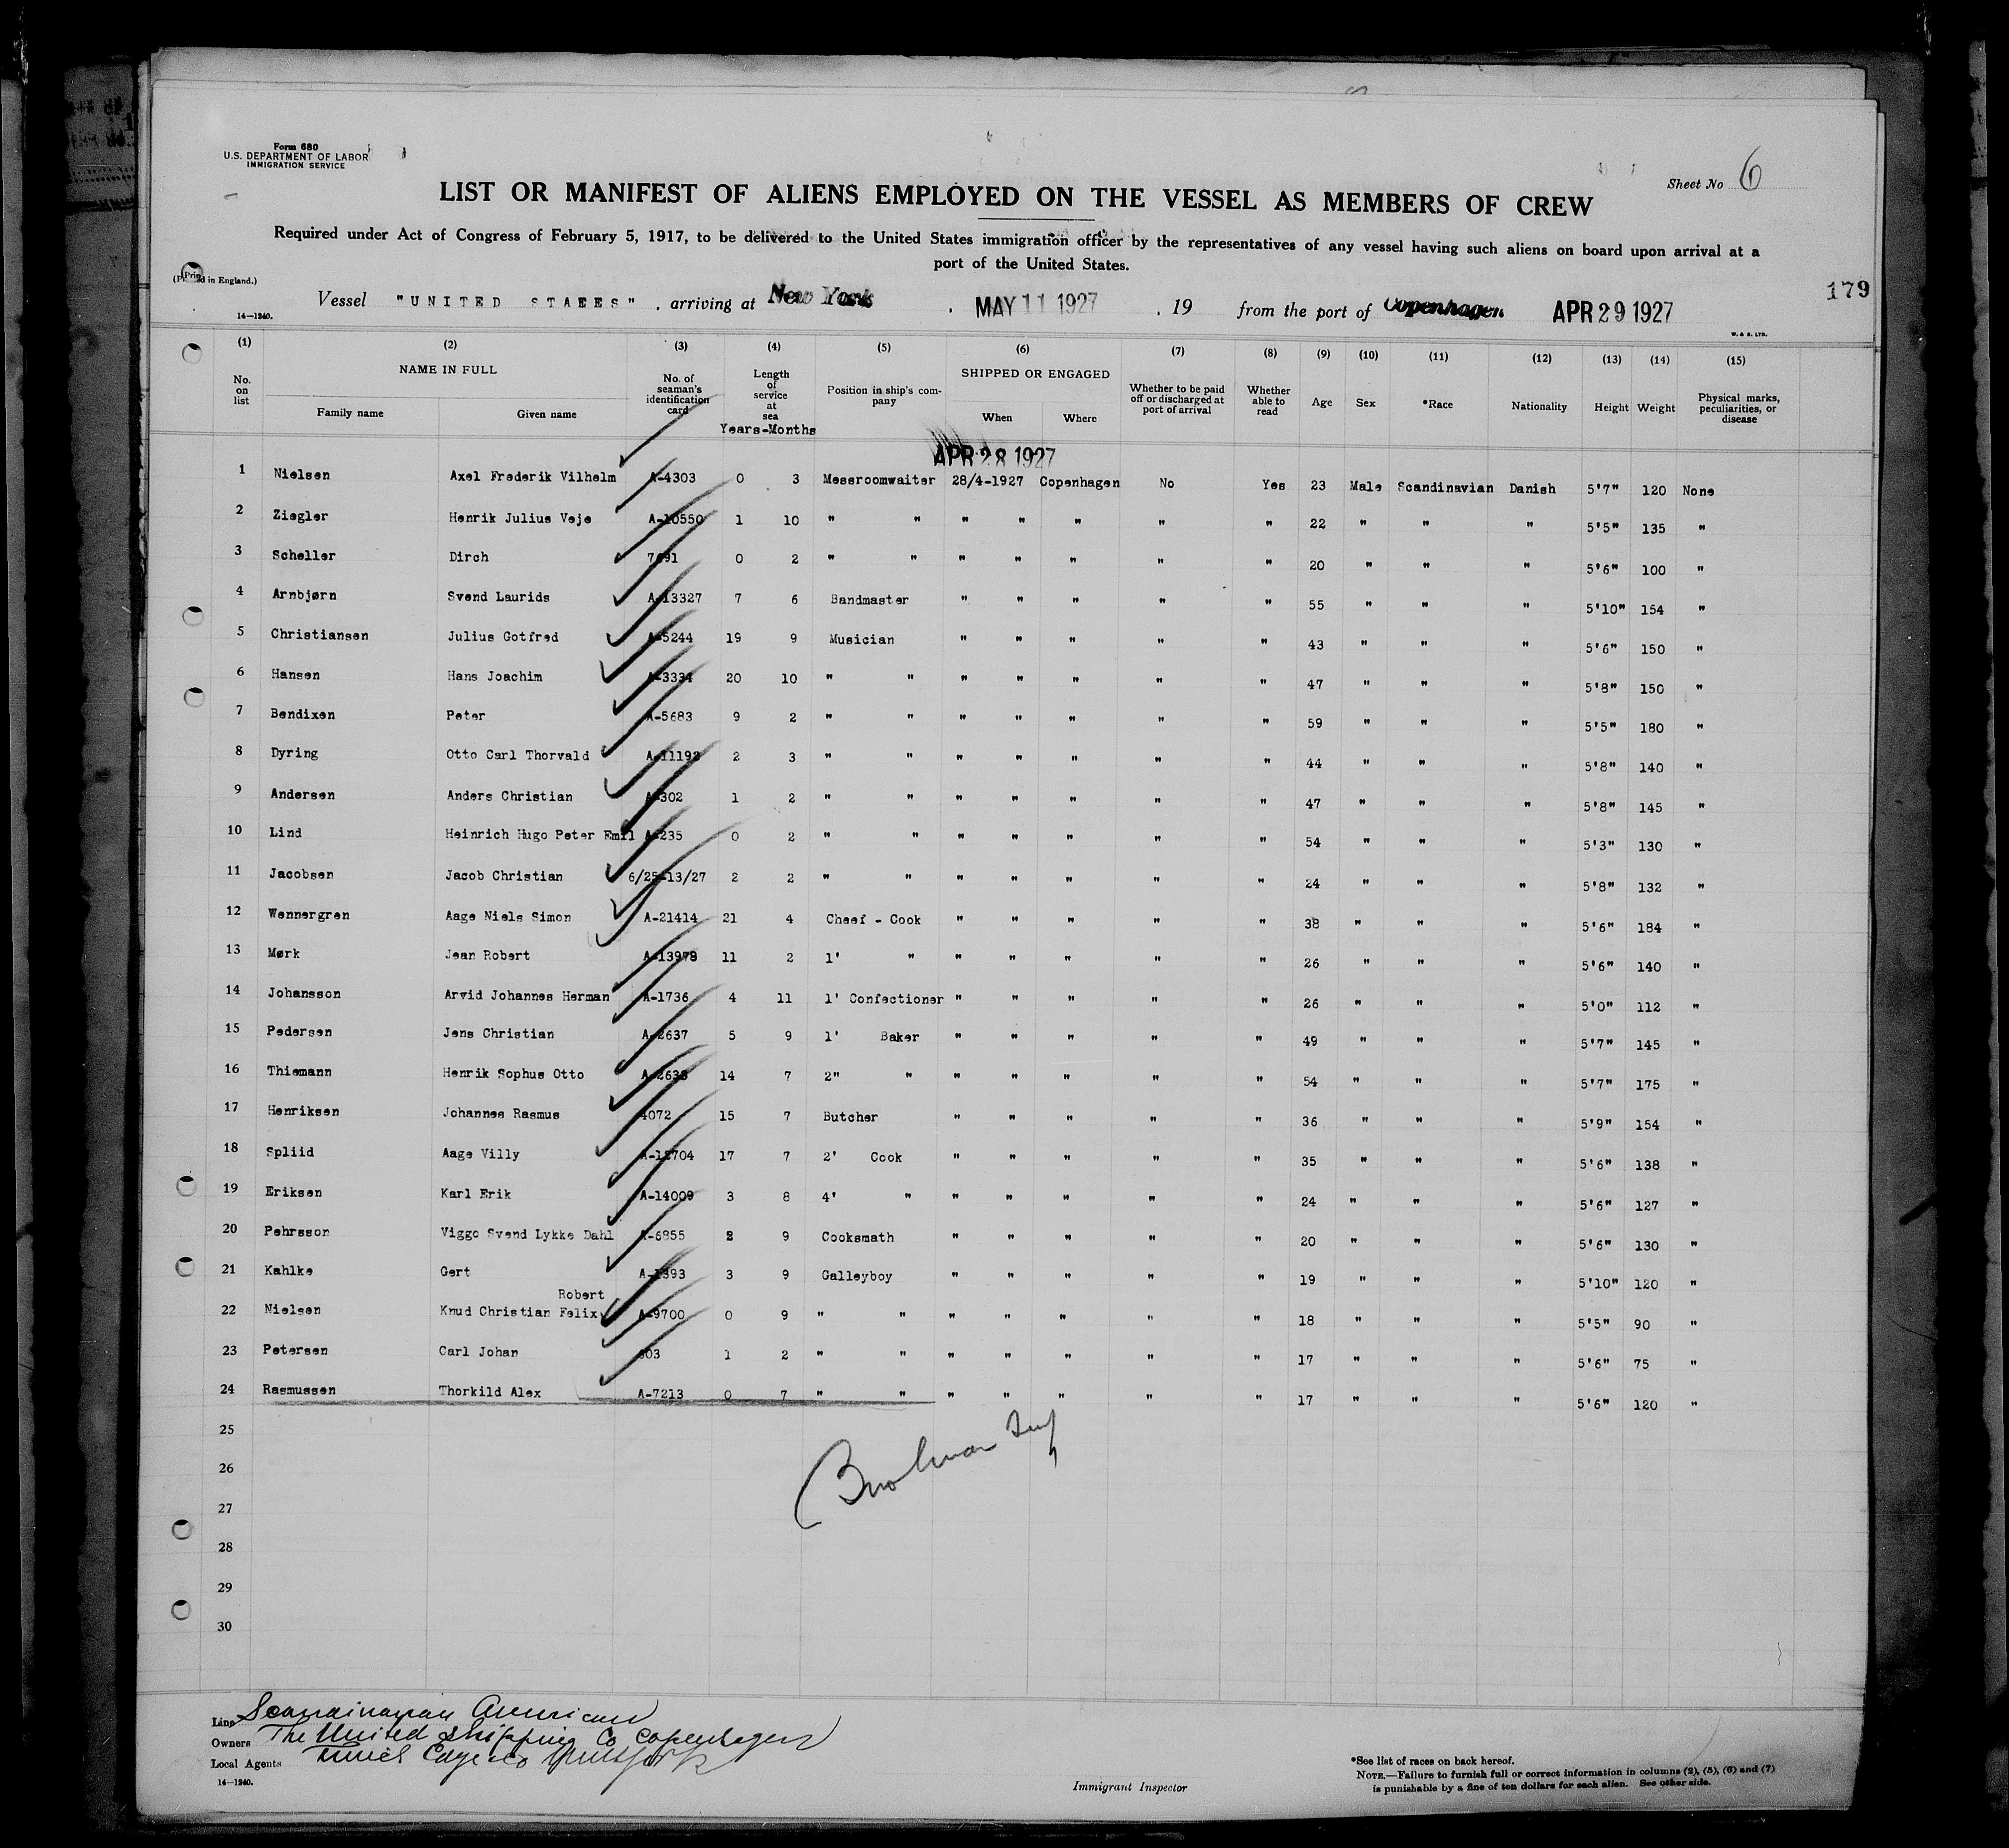 Form 680
U.S. DEPARTMENT OF LABOR
IMMIGRATION SERVICE
Sheet No 6
LIST OR MANIFEST OF ALIENS EMPLOYED ON THE VESSEL AS MEMBERS OF CREW
Required under Act of Congress of February 5, 1917, to be delivered to the United States immigration officer by the representatives of any vessel having such aliens on board upon arrival at a
port of the United States.
179
Vessel "UNITED STAEES", arriving at New York, MAY 11 1927, 19 from the port of Copenhagen APR 29 1927
14—1240.
W. & S. LTD.
(1) (2) (3) (4) (5) (6) (7) (8) (9) (10) (11) (12) (13) (14) (15)
No. on list NAME IN FULL Family name Given name No. of seaman's identification card Length of service at sea Years-Months Position in ship's company SHIPPED OR ENGAGED When Where Whether to be paid off or discharged at port of arrival Whether able to read Age Sex *Race Nationality Height Weight Physical marks, peculiarities, or disease
APR 28 1927
1 Nielsen Axel Frederik Vilhelm A-4303 0 3 Messroomwaiter 28/4-1927 Copenhagen No Yes 23 Male Scandinavian Danish 5'7" 120 None
2 Ziegler Henrik Julius Veje A-10550 1 10 " " " " " " " 22 " " " 5'5" 135 "
3 Scheller Dirch 0 2 " " " " " " " 20 " " " 5'6" 100 "
4 Arnbjørn Svend Laurids A-13327 7 6 Bandmaster " " " " " 55 " " " 5'10" 154 "
5 Christiansen Julius Gotfred A-5244 19 9 Musician " " " " " 43 " " " 5'6" 150 "
6 Hansen Hans Joachim A-3334 20 10 " " " " " " " 47 " " " 5'8" 150 "
7 Bendixen Peter A-5683 9 2 " " " " " " " 59 " " " 5'5" 180 "
8 Dyring Otto Carl Thorvald A-11192 2 3 " " " " " " " 44 " " " 5'8" 140 "
9 Andersen Anders Christian A-302 1 2 " " " " " " " 47 " " " 5'8" 145 "
10 Lind Heinrich Hugo Peter Emil A-235 0 2 " " " " " " " 54 " " " 5'3" 130 "
11 Jacobsen Jacob Christian 6/25-13/27 2 2 " " " " " " " 24 " " " 5'8" 132 "
12 Wennergren Aage Niels Simon A-21414 21 4 Cheef - Cook " " " " " 38 " " " 5'6" 184 "
13 Mørk Jean Robert A-13978 11 2 1' " " " " " " 26 " " " 5'6" 140 "
14 Johansson Arvid Johannes Herman A-1736 4 11 1' Confectioner " " " " " 26 " " " 5'0" 112 "
15 Pedersen Jens Christian A-2637 5 9 1' Baker " " " " " 49 " " " 5'7" 145 "
16 Thiemann Henrik Sophus Otto A-2638 14 7 2" " " " " " " 54 " " " 5'7" 175 "
17 Henriksen Johannes Rasmus 4072 15 7 Butcher " " " " " 36 " " " 5'9" 154 "
18 Spliid Aage Villy A-12704 17 7 2' Cook " " " " " 35 " " " 5'6" 138 "
19 Eriksen Karl Erik A-14009 3 8 4' " " " " " " 24 " " " 5'6" 127 "
20 Pehrsson Viggo Svend Lykke Dahl A-6855 2 9 Cooksmath " " " " " 20 " " " 5'6" 130 "
21 Kahlke Gert A-1393 3 9 Galleyboy " " " " " 19 " " " 5'10" 120 "
Robert
22 Nielsen Knud Christian Felix A-9700 0 9 " " " " " " " 18 " " " 5'5" 90 "
23 Petersen Carl Johan 1 2 " " " " " " " 17 " " " 5'6" 75 "
24 Rasmussen Thorkild Alex A-7213 0 7 " " " " " " " 17 " " " 5'6" 120 "
25
26
27
28
29
30
Line Scandinavian American
Owners The United Shipping Co Copenhagen
Local Agents
14—1240.
Immigrant Inspector
*See list of races on back hereof.
NOTE.—Failure to furnish full or correct information in columns (2), (5), (6) and (7)
is punishable by a fine of ten dollars for each alien. See other side.